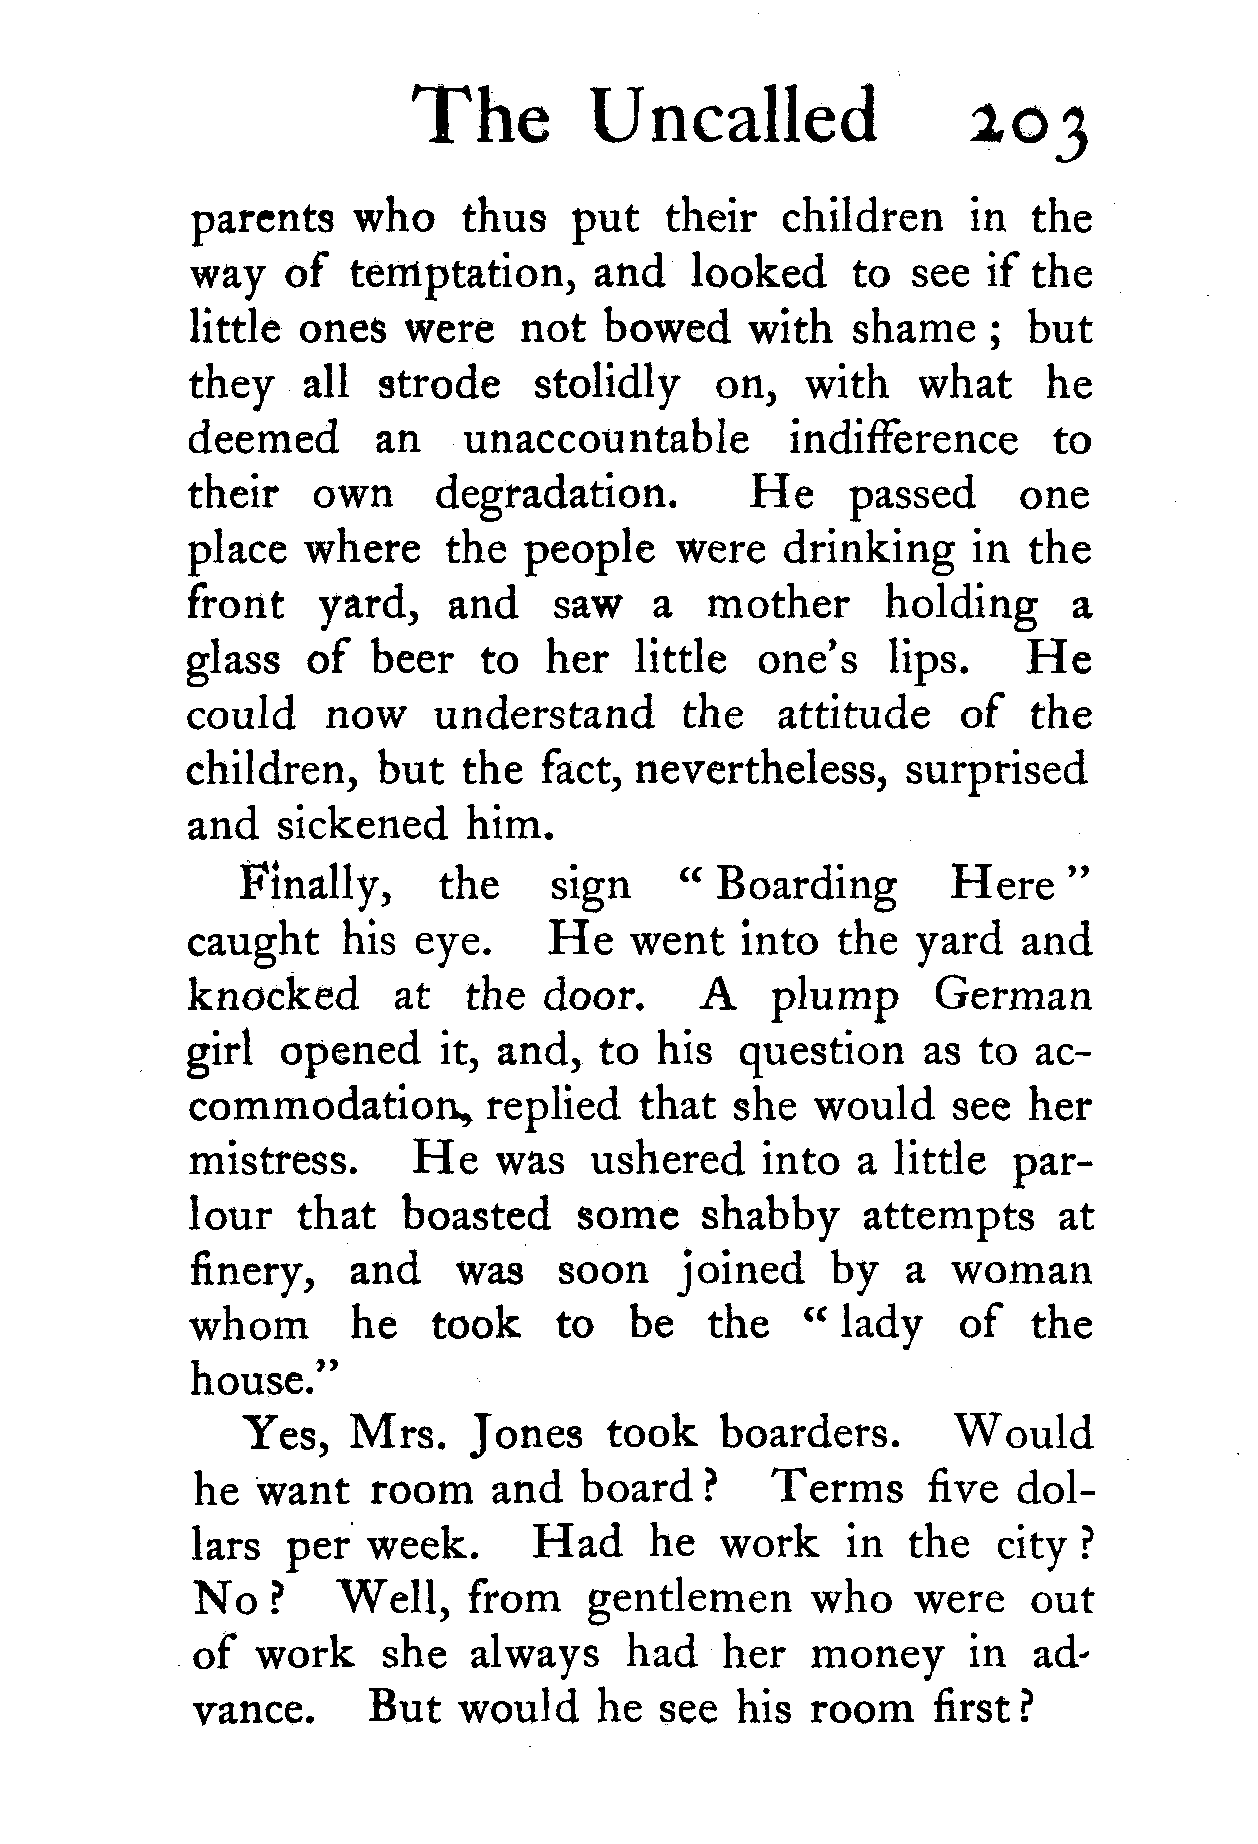 The Uncalled 203
parents who thus put their children in the
way of temptation, and looked to see if the
little ones were not bowed with shame ; but
they all strode stolidly on, with what he
deemed an unaccountable indifference to
their own degradation. He passed one
place where the people were drinking in the
front yard, and saw a mother holding a
glass of beer to her little one's lips. He
could now understand the attitude of the
children, but the fact, nevertheless, surprised
and sickened him.
Finally, the sign “ Boarding Here ”
caught his eye. He went into the yard and
knocked at the door. A plump German
girl opened it, and, to his question as to ac-
commodation, replied that she would see her
mistress. He was ushered into a little par-
lour that boasted some shabby attempts at
finery, and was soon joined by a woman
whom he took to be the “ lady of the
house.”
Yes, Mrs. Jones took boarders. Would
he want room and board ? Terms five dol-
lars per week. Had he work in the city ?
No ? Well, from gentlemen who were out
of work she always had her money in ad-
vance. But would he see his room first ?